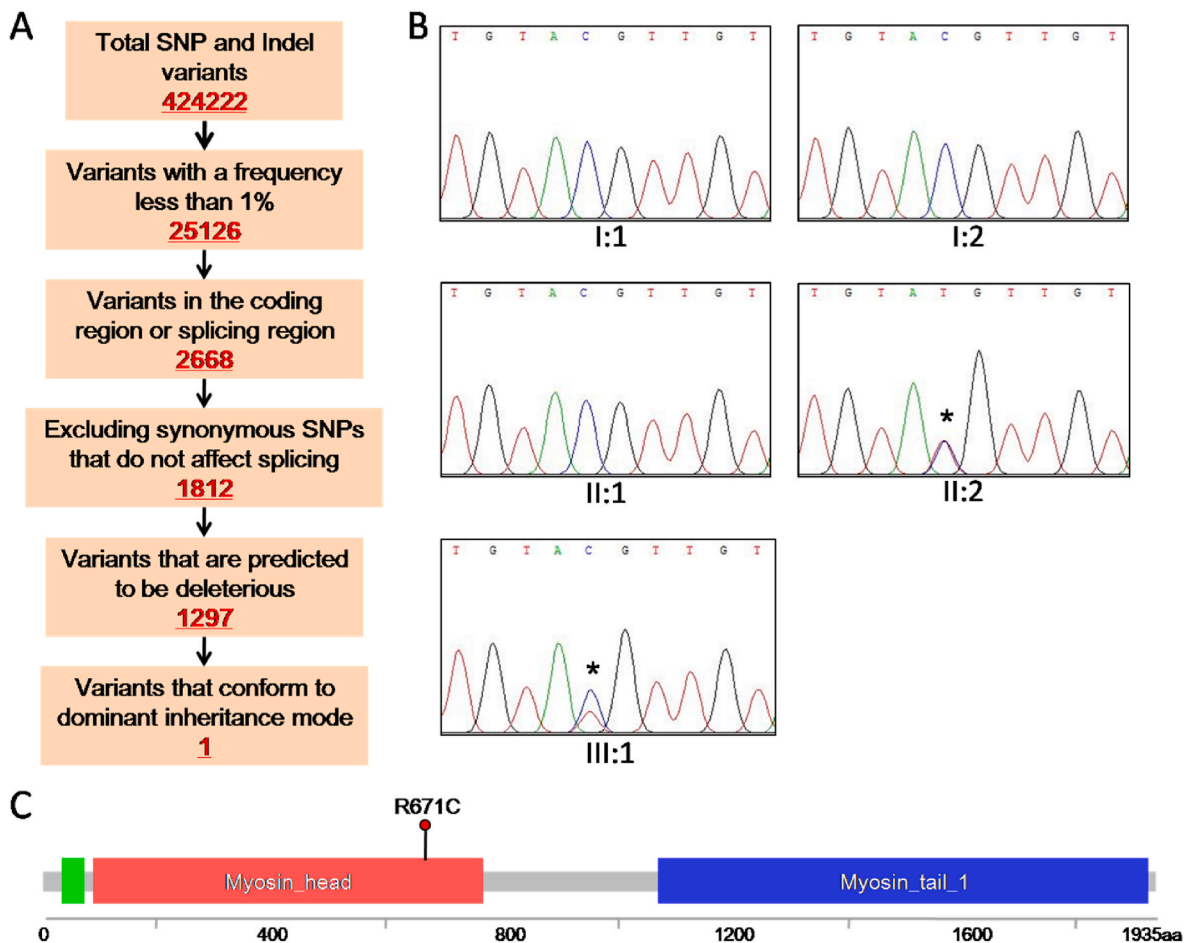 A
Total SNP and Indel
variants
424222
Variants with a frequency
less than 1%
25126
Variants in the coding
region or splicing region
2668
Excluding synonymous SNPs
that do not affect splicing
1812
Variants that are predicted
to be deleterious
1297
Variants that conform to
dominant inheritance mode
1
B
T G T A C G T T G T
I:1
T G T A C G T T G T
I:2
T G T A C G T T G T
II:1
T G T A T G T T G T
*
II:2
T G T A C G T T G T
*
III:1
C
R671C
Myosin_head
Myosin_tail_1
0 400 800 1200 1600 1935aa